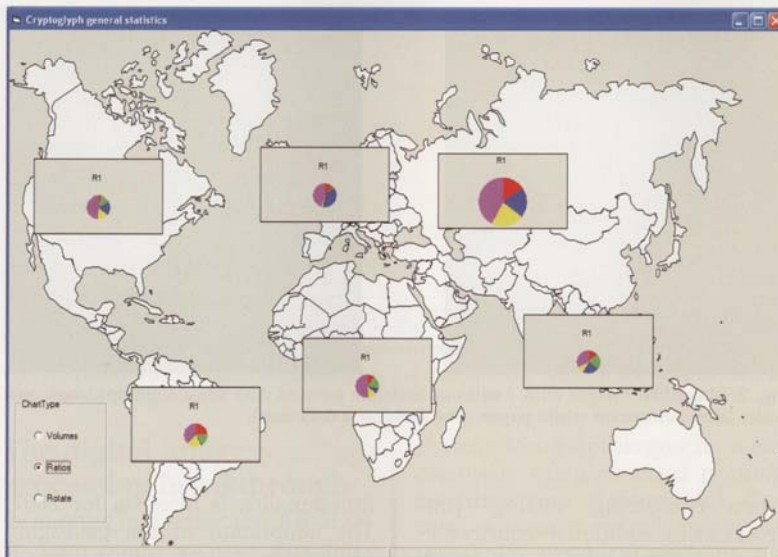 Cryptoglyph general statistics
R1
R1
R1
R1
R1
R1
ChartType
Volumes
Ratios
Rotate